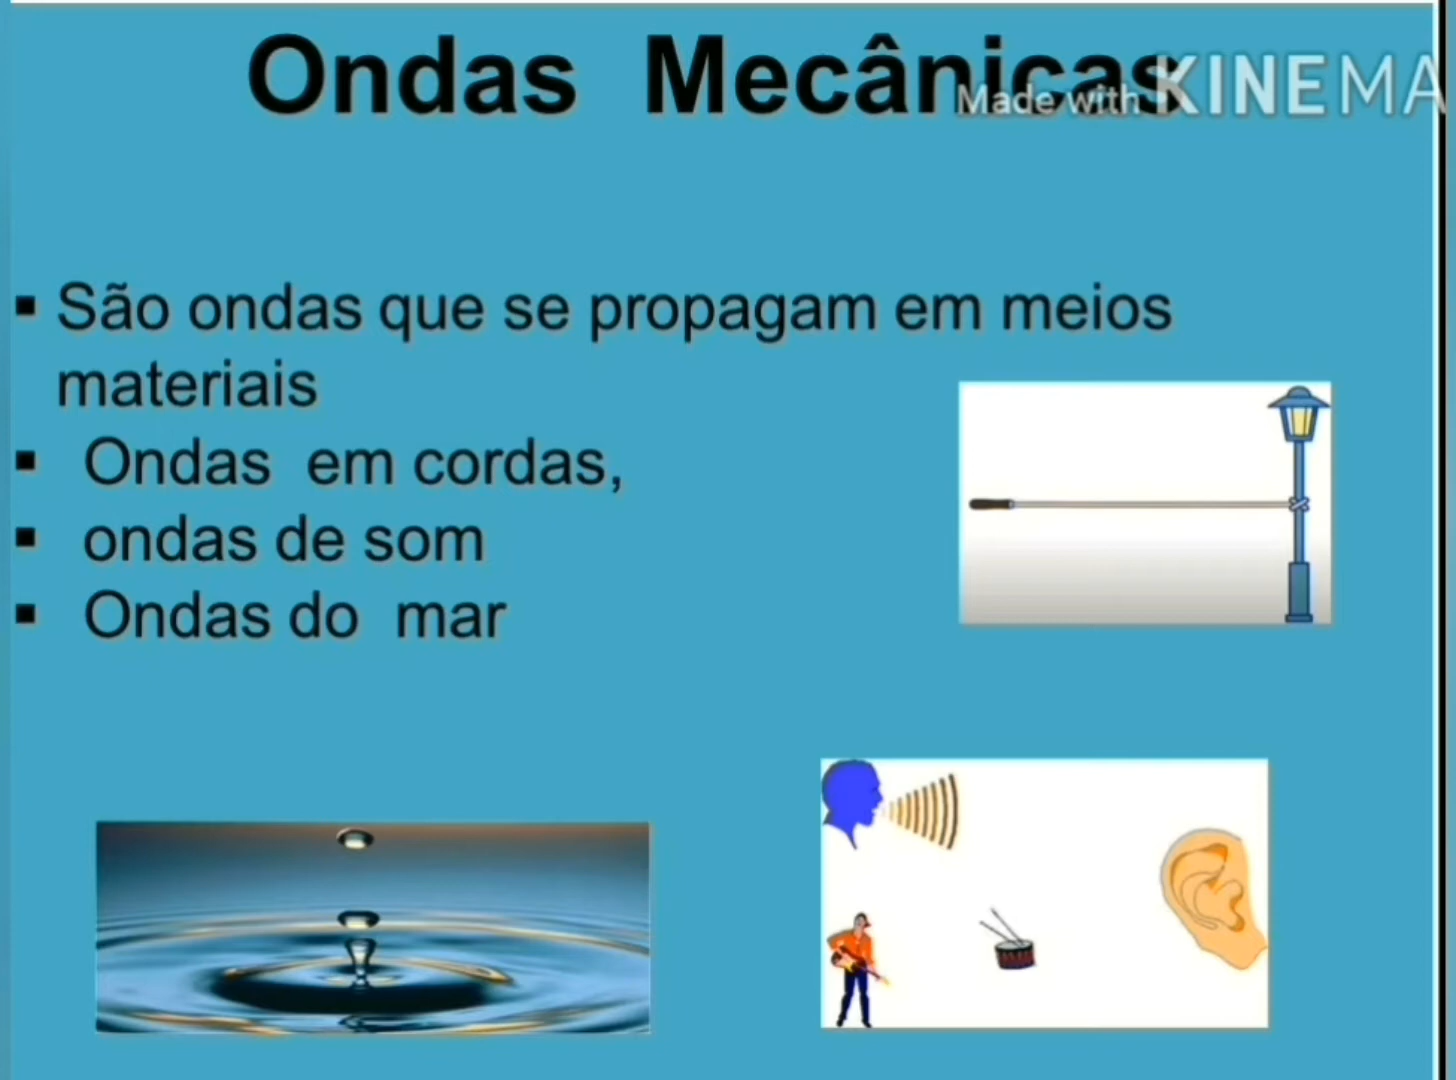 Ondas Mecânicas
Made with KINEMA
São ondas que se propagam em meios
materiais
Ondas em cordas,
ondas de som
Ondas do mar